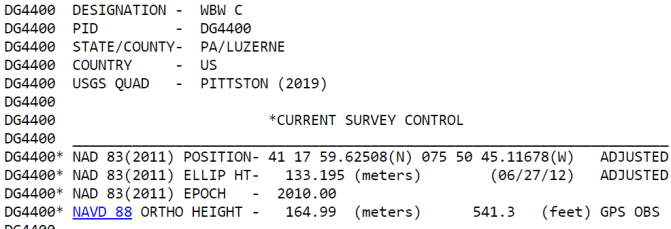 DG4400 DESIGNATION - WBW C
DG4400 PID - DG4400
DG4400 STATE/COUNTY- PA/LUZERNE
DG4400 COUNTRY - US
DG4400 USGS QUAD - PITTSTON (2019)
DG4400
DG4400 *CURRENT SURVEY CONTROL
DG4400 ______________________________________________________________________
DG4400* NAD 83(2011) POSITION- 41 17 59.62508(N) 075 50 45.11678(W) ADJUSTED
DG4400* NAD 83(2011) ELLIP HT- 133.195 (meters) (06/27/12) ADJUSTED
DG4400* NAD 83(2011) EPOCH - 2010.00
DG4400* NAVD 88 ORTHO HEIGHT - 164.99 (meters) 541.3 (feet) GPS OBS